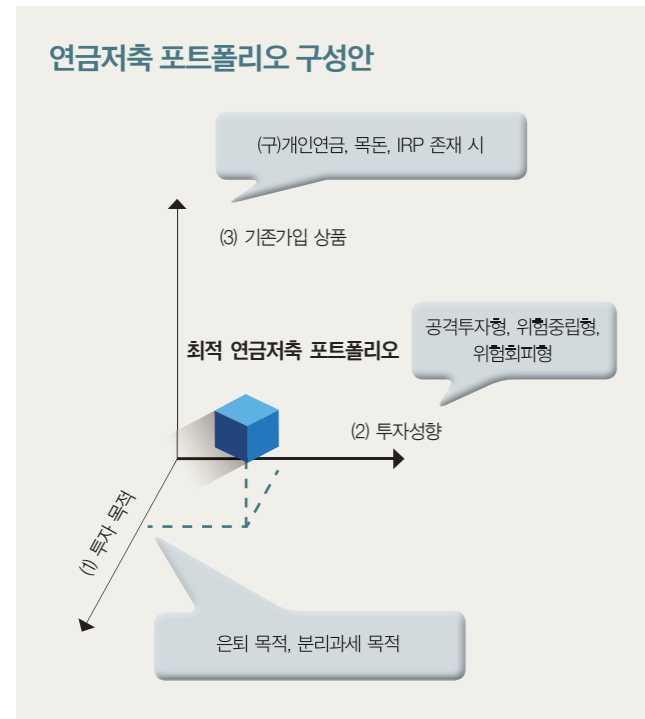 연금저축 포트폴리오 구성안
(구)개인연금, 목돈, IRP 존재 시
(3) 기존가입 상품
공격투자형, 위험중립형,
위험회피형
최적 연금저축 포트폴리오
(2) 투자성향
(1) 투자 목적
은퇴 목적, 분리과세 목적